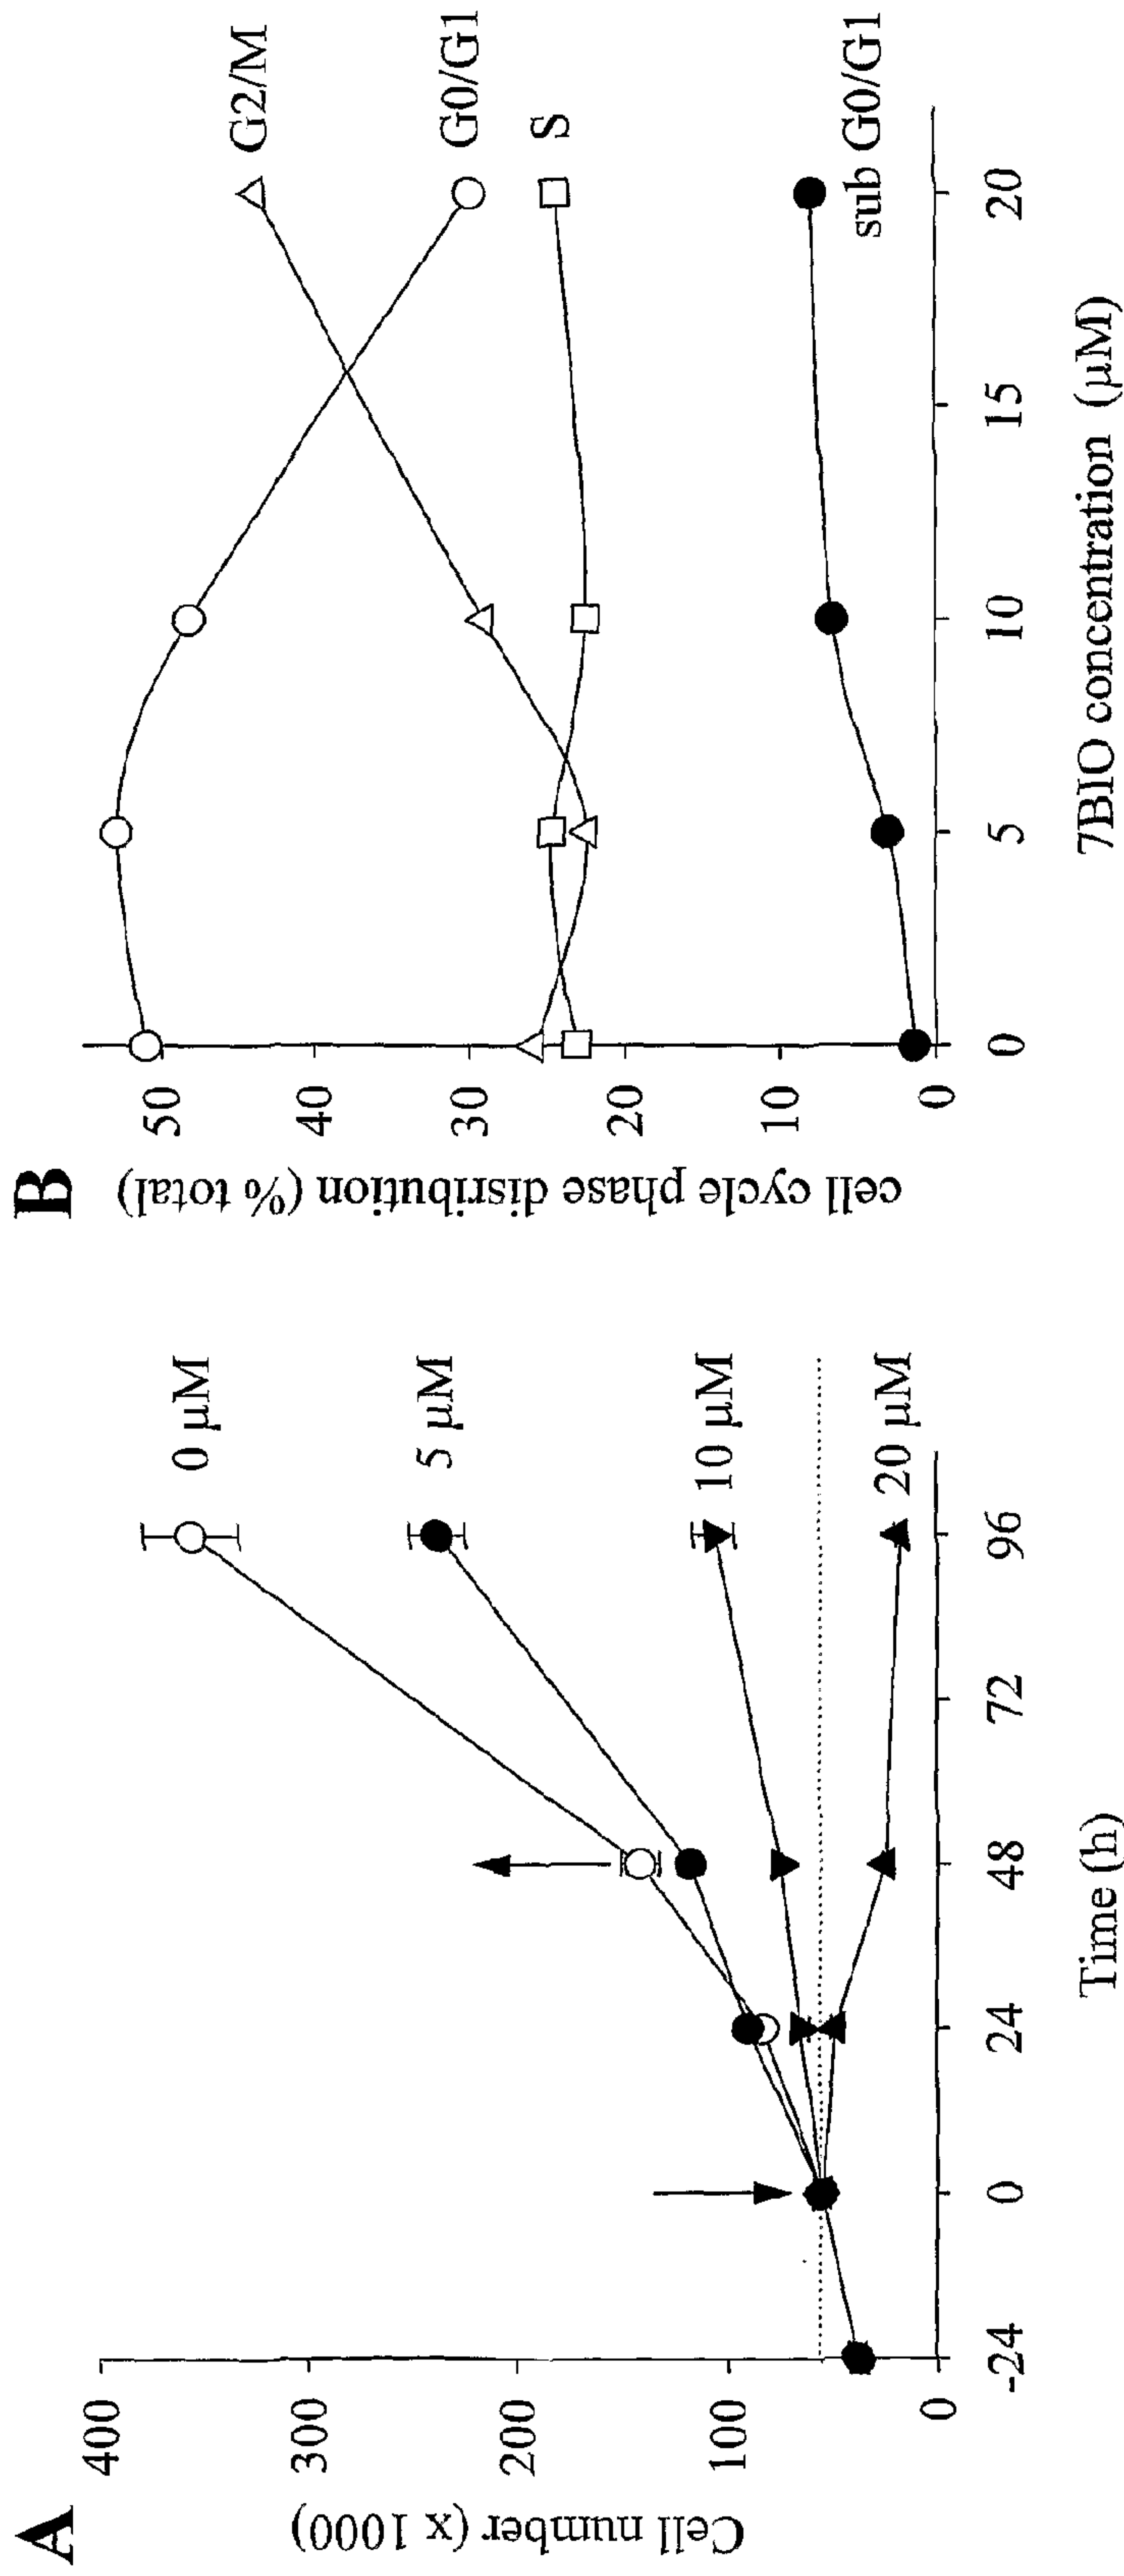 A
Cell number (x 1000)
400
300
200
100
0
-24
0
24
48
72
96
Time (h)
0 µM
5 µM
10 µM
20 µM
B
cell cycle phase distribution (% total)
50
40
30
20
10
0
0
5
10
15
20
7BIO concentration (µM)
G2/M
G0/G1
S
sub G0/G1